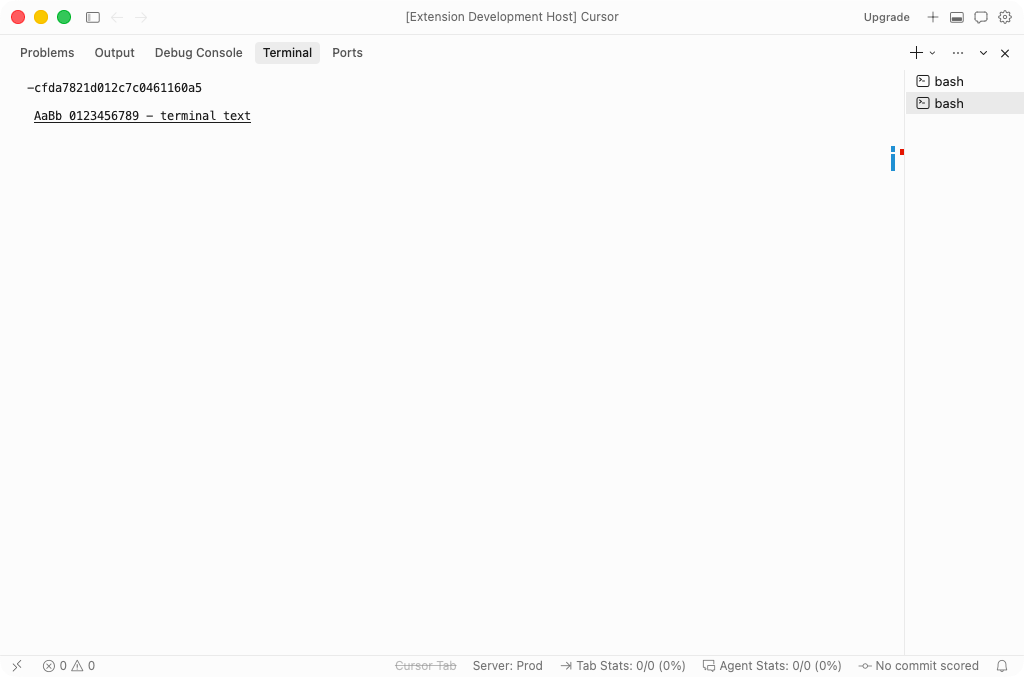 [Extension Development Host] Cursor
Upgrade
Problems Output Debug Console Terminal Ports
—cfda7821d012c7c0461160a5
AaBb 0123456789 — terminal text
bash
bash
0 0 Cursor Tab Server: Prod Tab Stats: 0/0 (0%) Agent Stats: 0/0 (0%) No commit scored